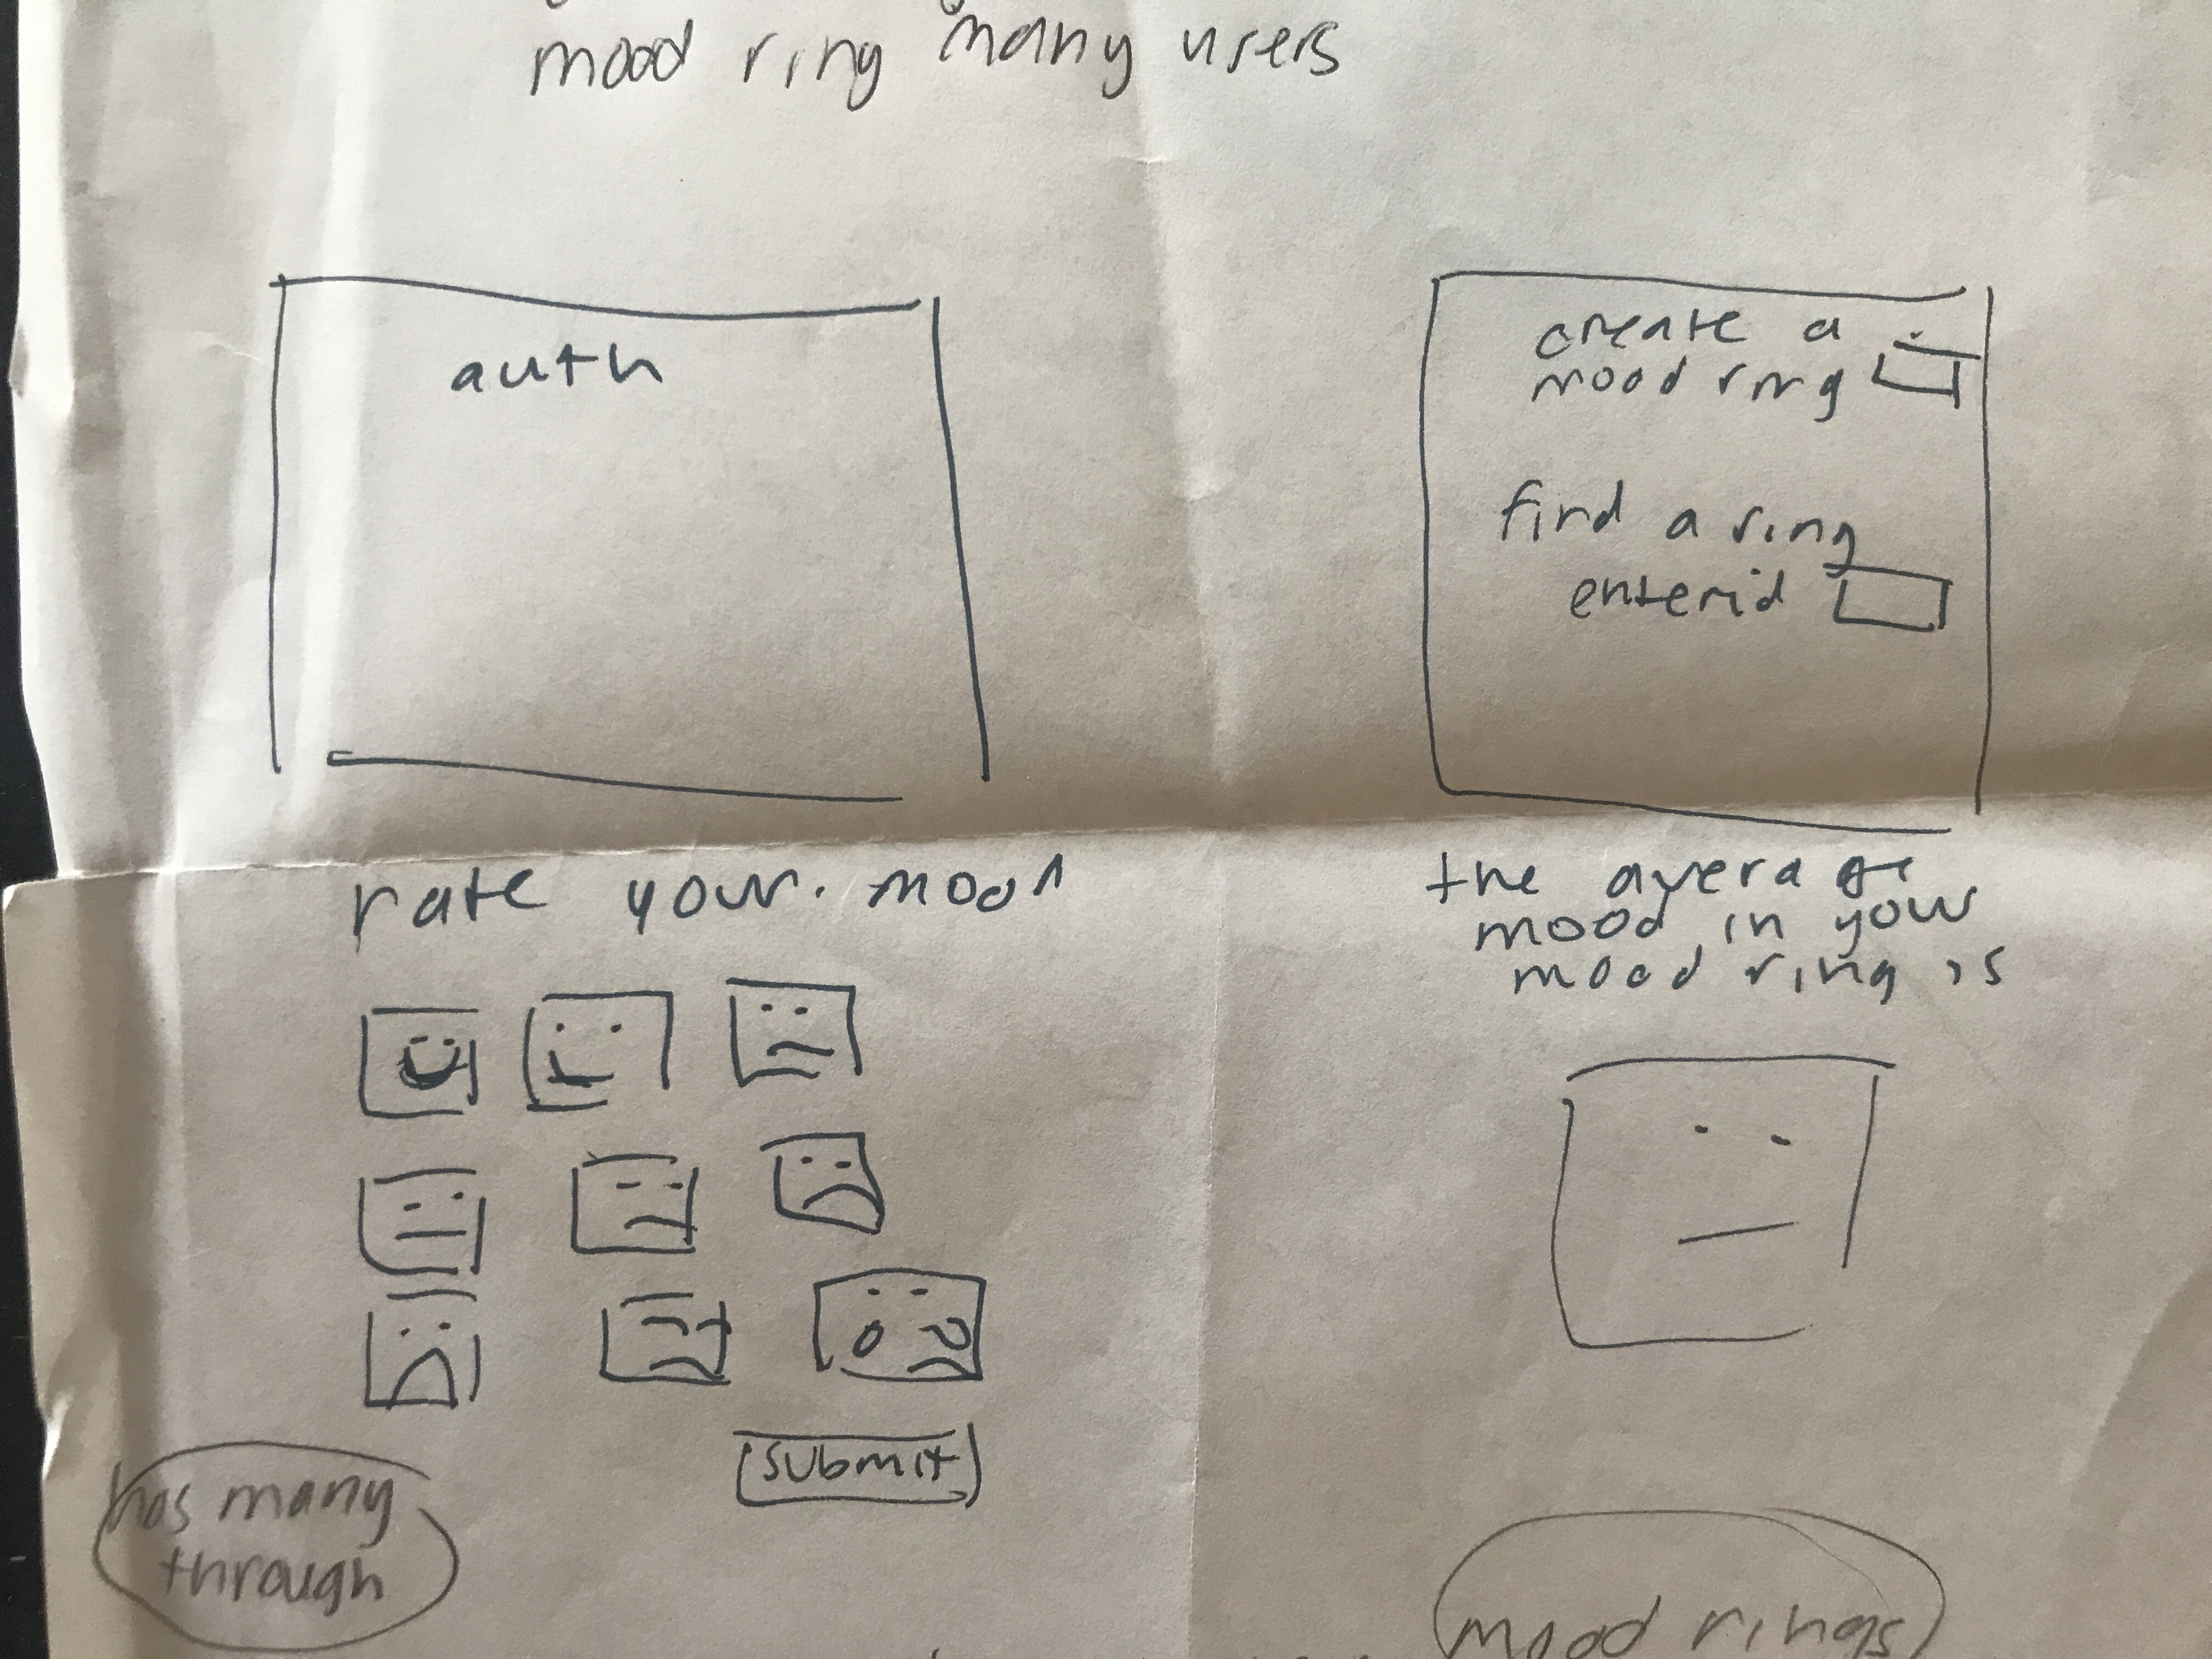 mood ring many users
auth
create a
mood ring
find a ring
enter id
rate your mood
the average
mood in your
mood ring is
submit
has many
through
mood rings